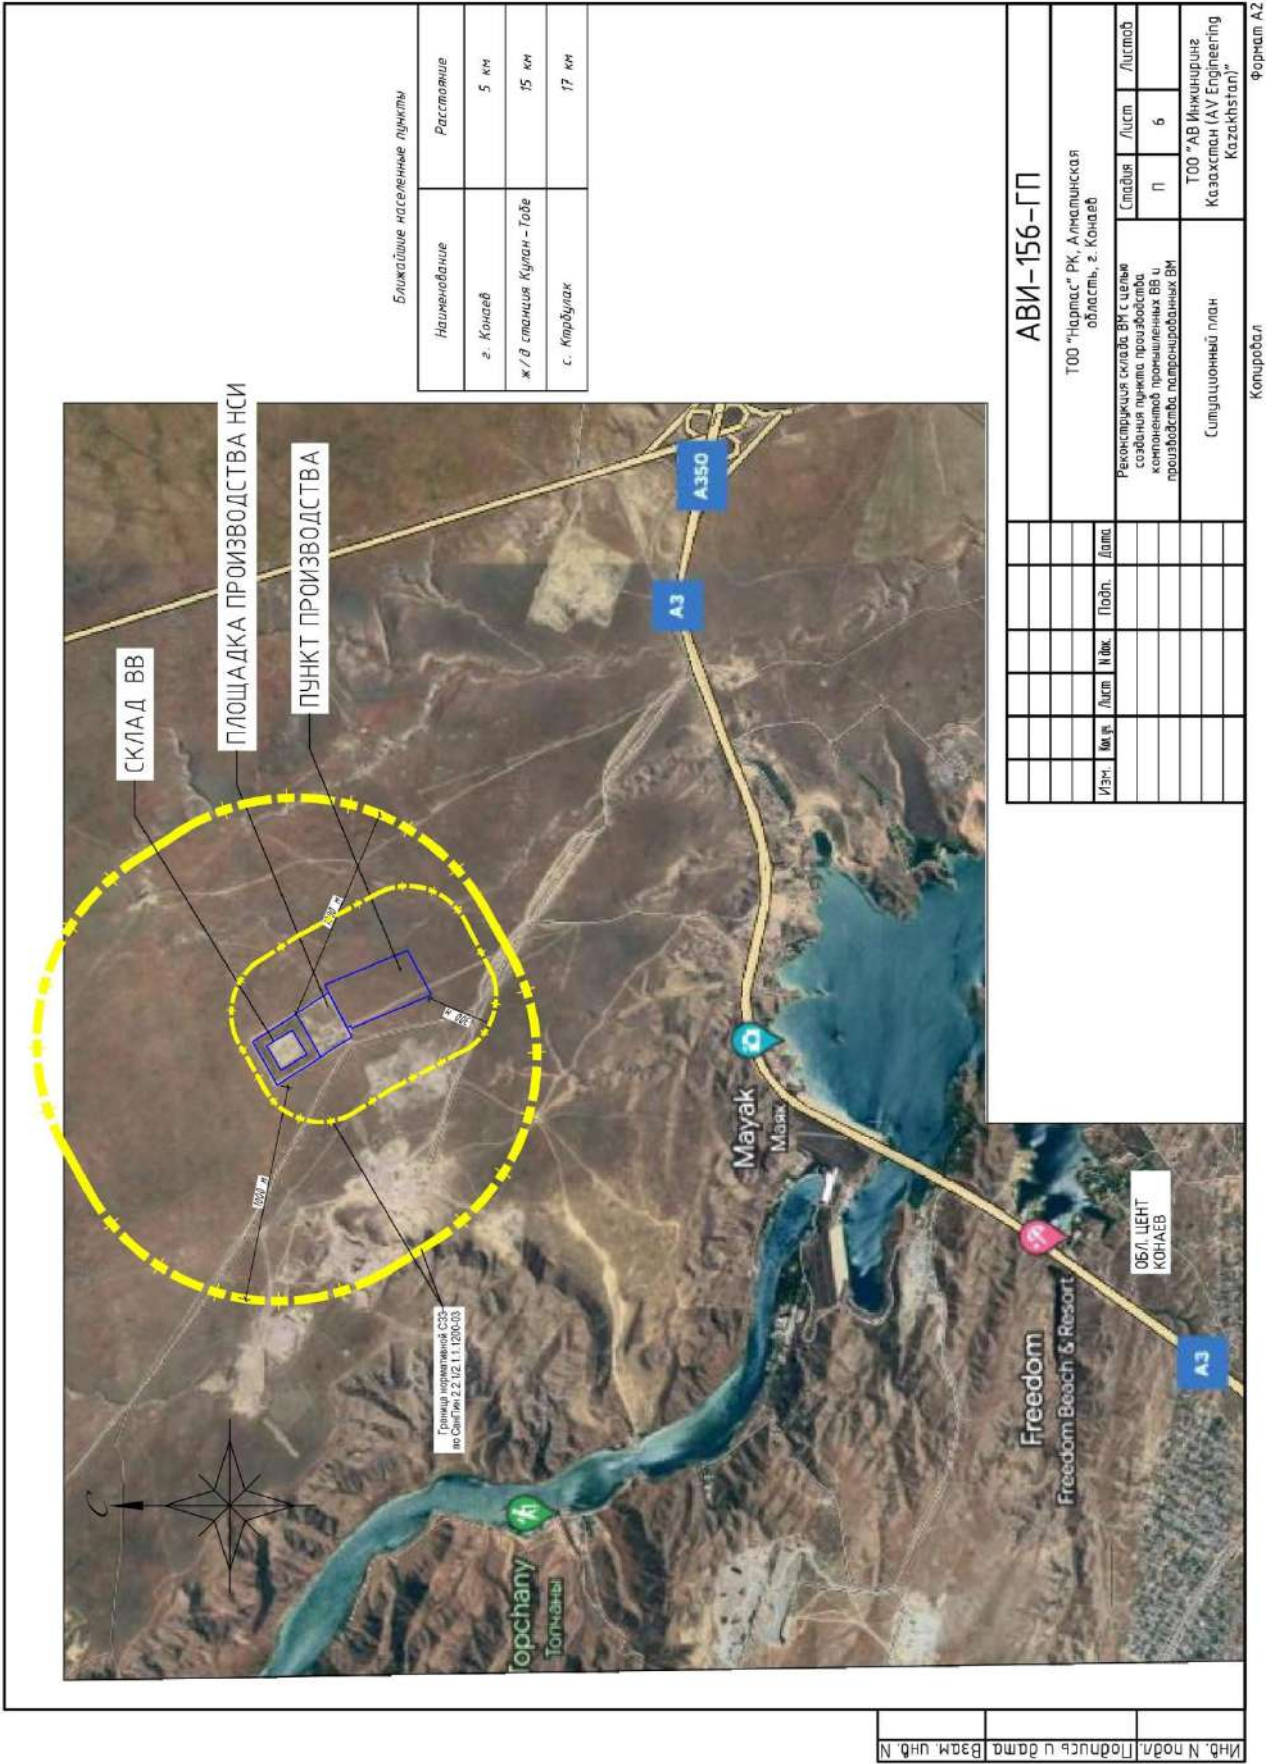 Ближайшие населенные пункты
Наименование Расстояние
г. Конаев 5 км
ж/д станция Кулан-Тобе 15 км
с. Кербулак 17 км
СКЛАД ВВ
ПЛОЩАДКА ПРОИЗВОДСТВА НСИ
ПУНКТ ПРОИЗВОДСТВА
1000 м
Граница нормативной СЗЗ
по СанПин 2.2.1/2.1.1.1200-03
С
A350
A3
Mayak
Маяк
Topchany
Топчаны
Freedom
Freedom Beach & Resort
ОБЛ. ЦЕНТ
КОНАЕВ
A3
АВИ-156-ГП
ТОО "Нартас" РК, Алматинская
область, г. Конаев
Изм. Кол.уч Лист N док. Подп. Дата
Реконструкция склада ВМ с целью
создания пункта производства
компонентов промышленных ВВ и
производства патронированных ВМ
Стадия Лист Листов
П 6
Ситуационный план
ТОО "АВ Инжиниринг
Казахстан (AV Engineering
Kazakhstan)"
Копировал
Формат А2
Инв. N подл.
Подпись и дата
Взам. инв. N